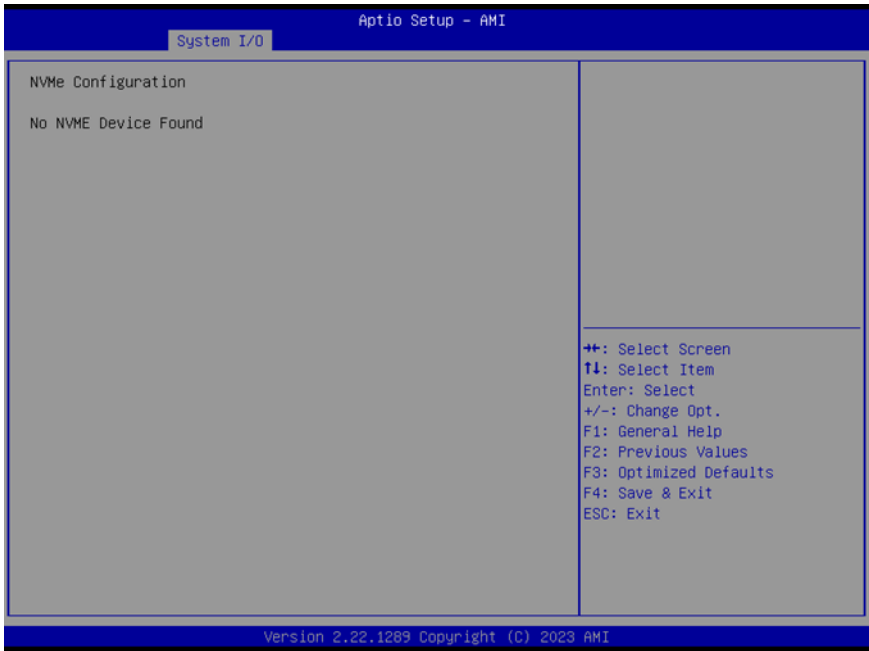 Aptio Setup – AMI
System I/O
NVMe Configuration
No NVME Device Found
→←: Select Screen
↑↓: Select Item
Enter: Select
+/-: Change Opt.
F1: General Help
F2: Previous Values
F3: Optimized Defaults
F4: Save & Exit
ESC: Exit
Version 2.22.1289 Copyright (C) 2023 AMI